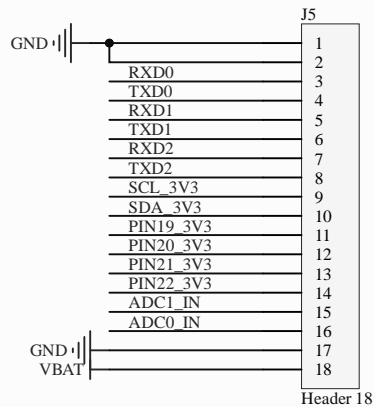 J5
GND 1
2
RXD0 3
TXD0 4
RXD1 5
TXD1 6
RXD2 7
TXD2 8
SCL_3V3 9
SDA_3V3 10
PIN19_3V3 11
PIN20_3V3 12
PIN21_3V3 13
PIN22_3V3 14
ADC1_IN 15
ADC0_IN 16
GND 17
VBAT 18
Header 18